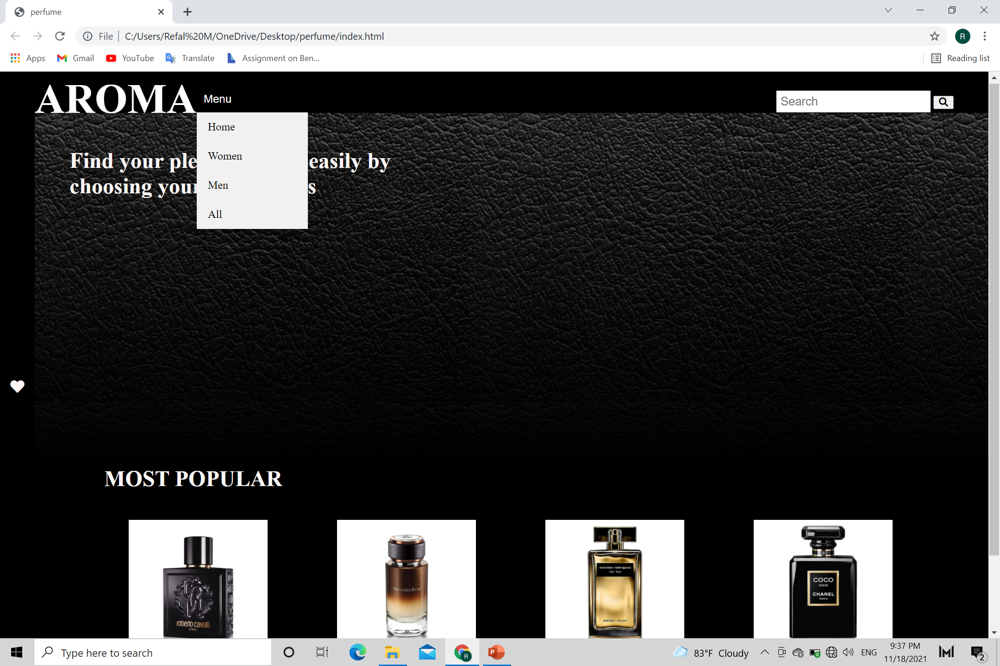 perfume
File
C:/Users/Refal%20M/OneDrive/Desktop/perfume/index.html
Apps
Gmail
YouTube
Translate
Assignment on Ben...
Reading list
R
AROMA
Menu
Search
Home
Women
Men
All
Find your ple easily by
choosing your s
MOST POPULAR
roberto cavalli
UOMO
Mercedes-Benz
LE PARFUM
narciso rodriguez
for her
amber musc
COCO
NOIR
CHANEL
PARIS
Type here to search
R
P
83°F Cloudy
ENG
9:37 PM
11/18/2021
2